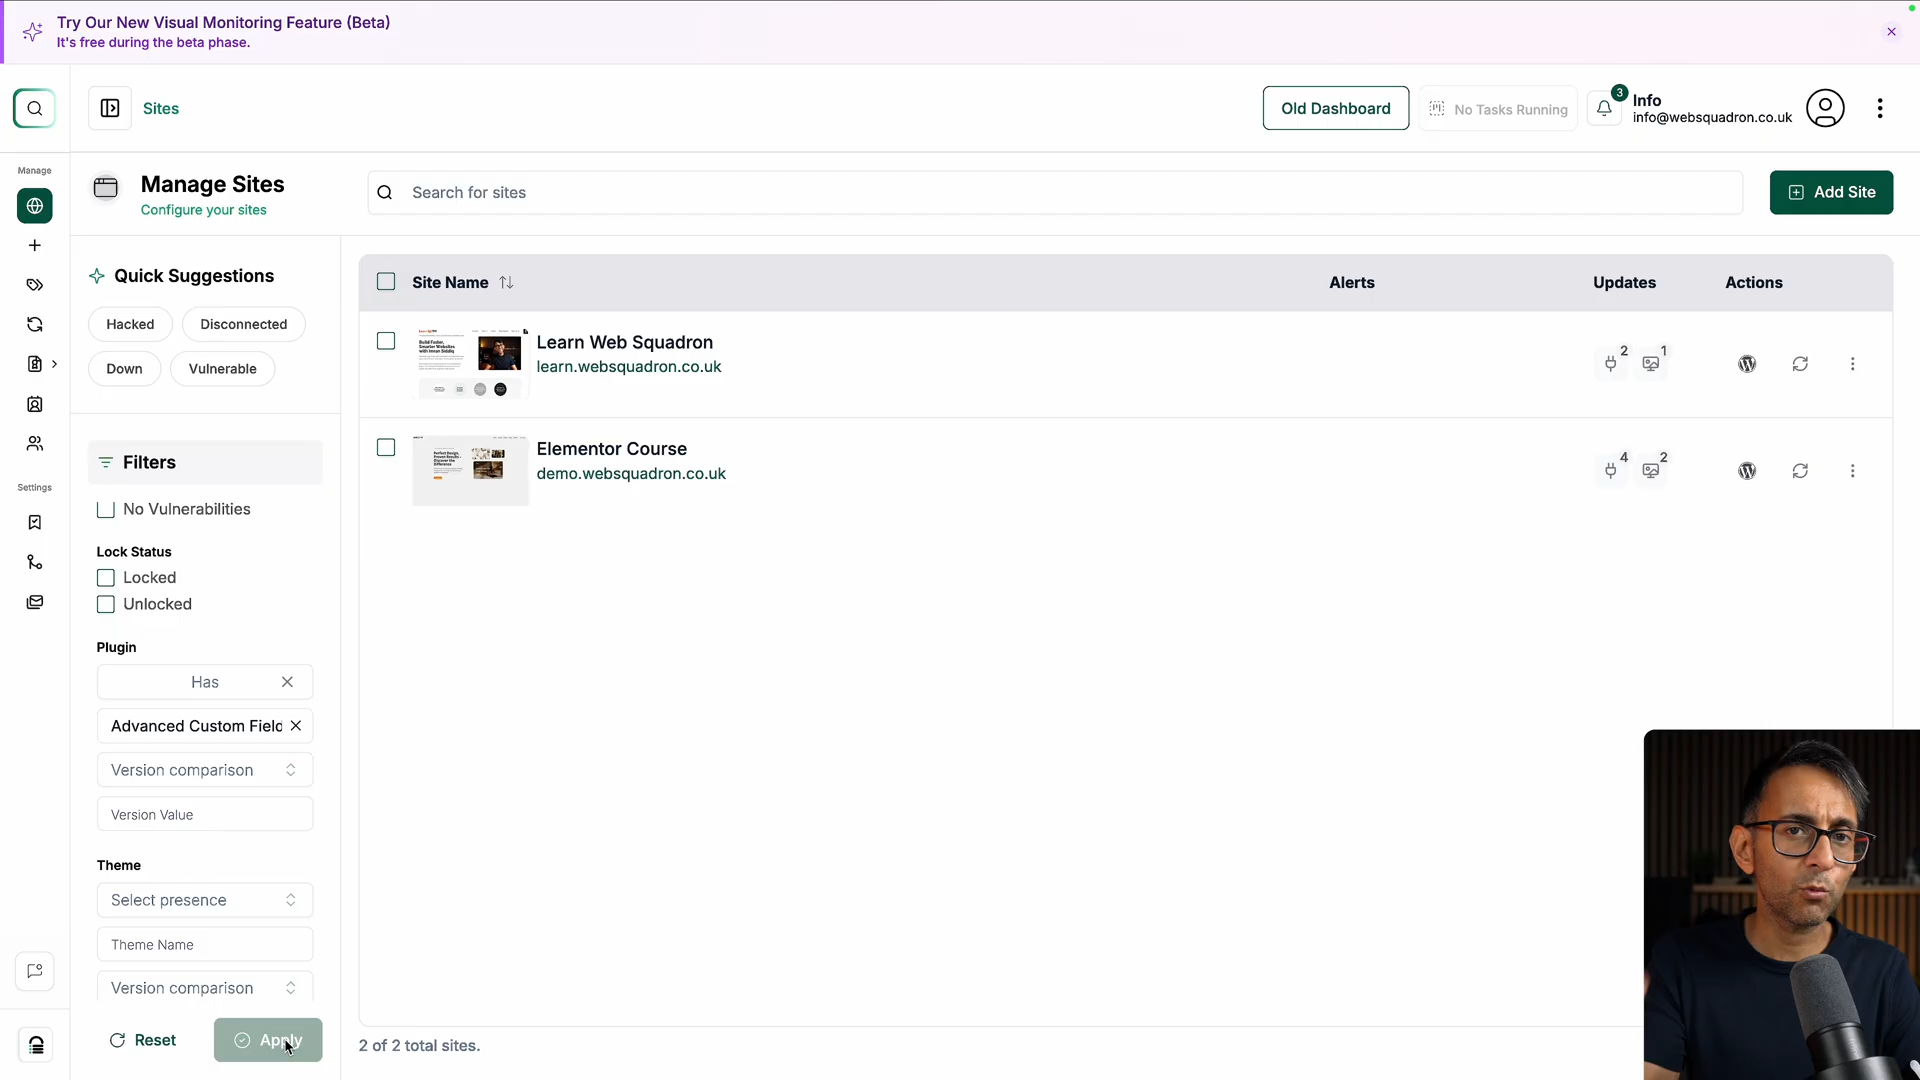 Try Our New Visual Monitoring Feature (Beta)
It's free during the beta phase.
Sites
Old Dashboard
No Tasks Running
3
Info
info@websquadron.co.uk
Manage
Manage Sites
Configure your sites
Search for sites
Add Site
Quick Suggestions
Hacked
Disconnected
Down
Vulnerable
Site Name
Alerts
Updates
Actions
Learn Web Squadron
learn.websquadron.co.uk
2
1
Elementor Course
demo.websquadron.co.uk
4
2
Filters
Settings
No Vulnerabilities
Lock Status
Locked
Unlocked
Plugin
Has
Advanced Custom Field
Version comparison
Version Value
Theme
Select presence
Theme Name
Version comparison
Reset
Apply
2 of 2 total sites.